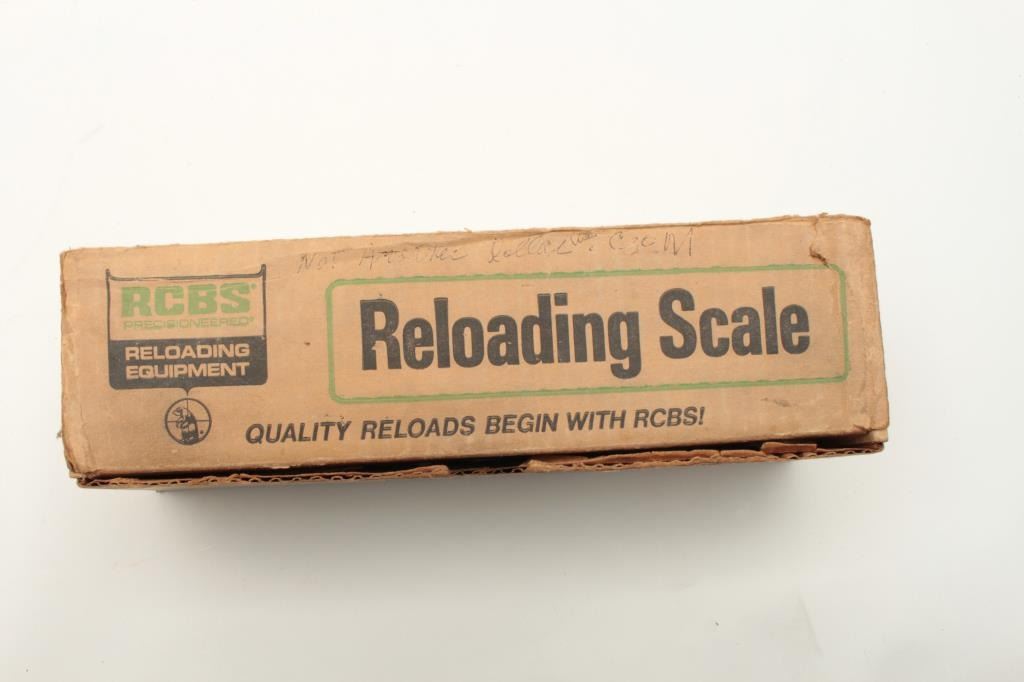 Not
RCBS®
PRECISIONEERED®
RELOADING
EQUIPMENT
Reloading Scale
QUALITY RELOADS BEGIN WITH RCBS!